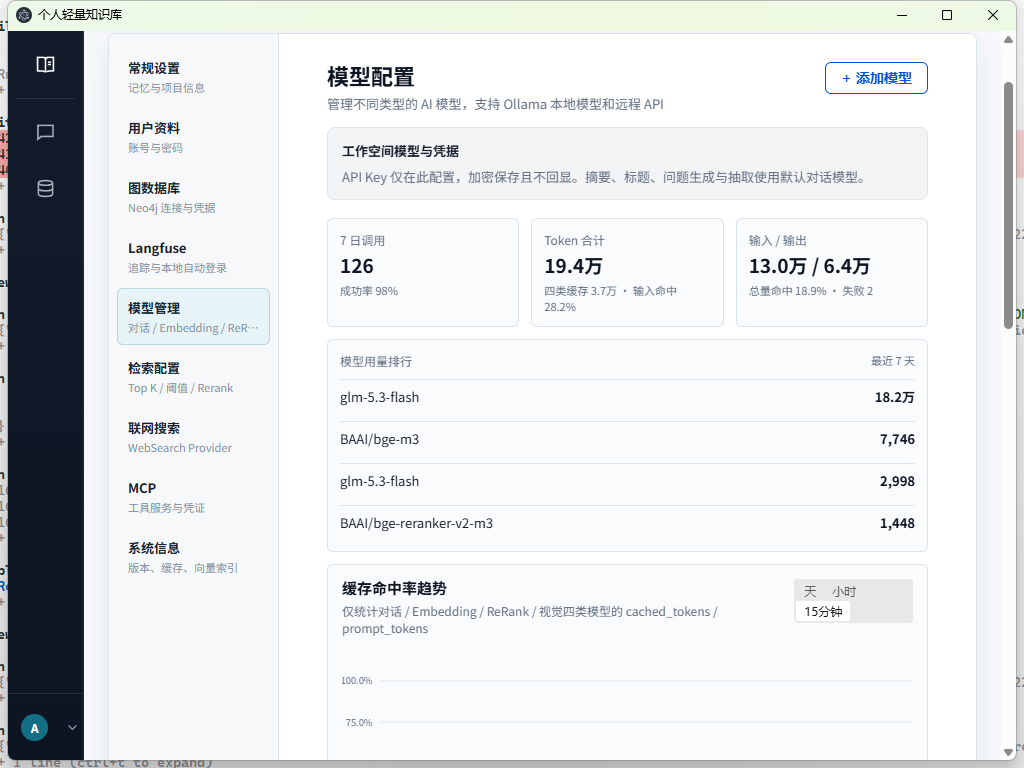 个人轻量知识库
常规设置
记忆与项目信息
用户资料
账号与密码
图数据库
Neo4j 连接与凭据
Langfuse
追踪与本地自动登录
模型管理
对话 / Embedding / ReR···
检索配置
Top K / 阈值 / Rerank
联网搜索
WebSearch Provider
MCP
工具服务与凭证
系统信息
版本、缓存、向量索引
A
模型配置
+ 添加模型
管理不同类型的 AI 模型，支持 Ollama 本地模型和远程 API
工作空间模型与凭据
API Key 仅在此配置，加密保存且不回显。摘要、标题、问题生成与抽取使用默认对话模型。
7 日调用
126
成功率 98%
Token 合计
19.4万
四类缓存 3.7万 · 输入命中
28.2%
输入 / 输出
13.0万 / 6.4万
总量命中 18.9% · 失败 2
模型用量排行 最近 7 天
glm-5.3-flash 18.2万
BAAI/bge-m3 7,746
glm-5.3-flash 2,998
BAAI/bge-reranker-v2-m3 1,448
缓存命中率趋势
仅统计对话 / Embedding / ReRank / 视觉四类模型的 cached_tokens /
prompt_tokens
天 小时
15分钟
100.0%
75.0%
1 line (ctrl+t to expand)